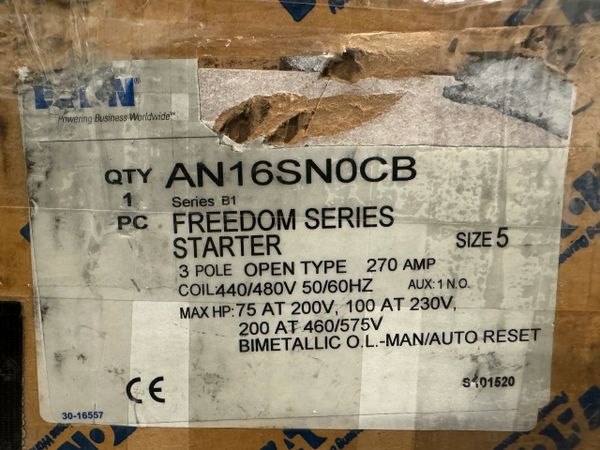 Powering Business Worldwide
QTY AN16SN0CB
1 Series B1
PC FREEDOM SERIES
STARTER SIZE 5
3 POLE OPEN TYPE 270 AMP
COIL440/480V 50/60HZ AUX:1 N.O.
MAX HP: 75 AT 200V, 100 AT 230V,
200 AT 460/575V
BIMETALLIC O.L.-MAN/AUTO RESET
CE S401520
30-16557